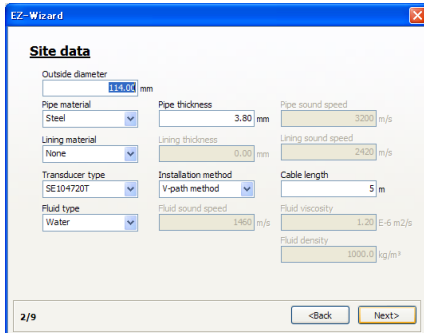 EZ-Wizard
Site data
Outside diameter
114.00 mm
Pipe material Pipe thickness Pipe sound speed
Steel 3.80 mm 3200 m/s
Lining material Lining thickness Lining sound speed
None 0.00 mm 2420 m/s
Transducer type Installation method Cable length
SE104720T V-path method 5 m
Fluid type Fluid sound speed Fluid viscosity
Water 1460 m/s 1.20 E-6 m2/s
Fluid density
1000.0 kg/m³
2/9 <Back Next>